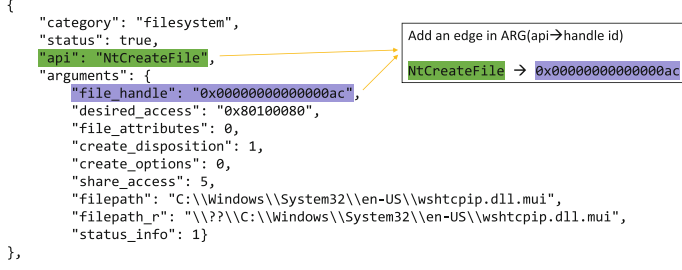 {
"category": "filesystem",
"status": true,
"api": "NtCreateFile",
"arguments": {
"file_handle": "0x00000000000000ac",
"desired_access": "0x80100080",
"file_attributes": 0,
"create_disposition": 1,
"create_options": 0,
"share_access": 5,
"filepath": "C:\\Windows\\System32\\en-US\\wshtcpip.dll.mui",
"filepath_r": "\\??\\C:\\Windows\\System32\\en-US\\wshtcpip.dll.mui",
"status_info": 1}
},
Add an edge in ARG(api→handle id)
NtCreateFile → 0x00000000000000ac